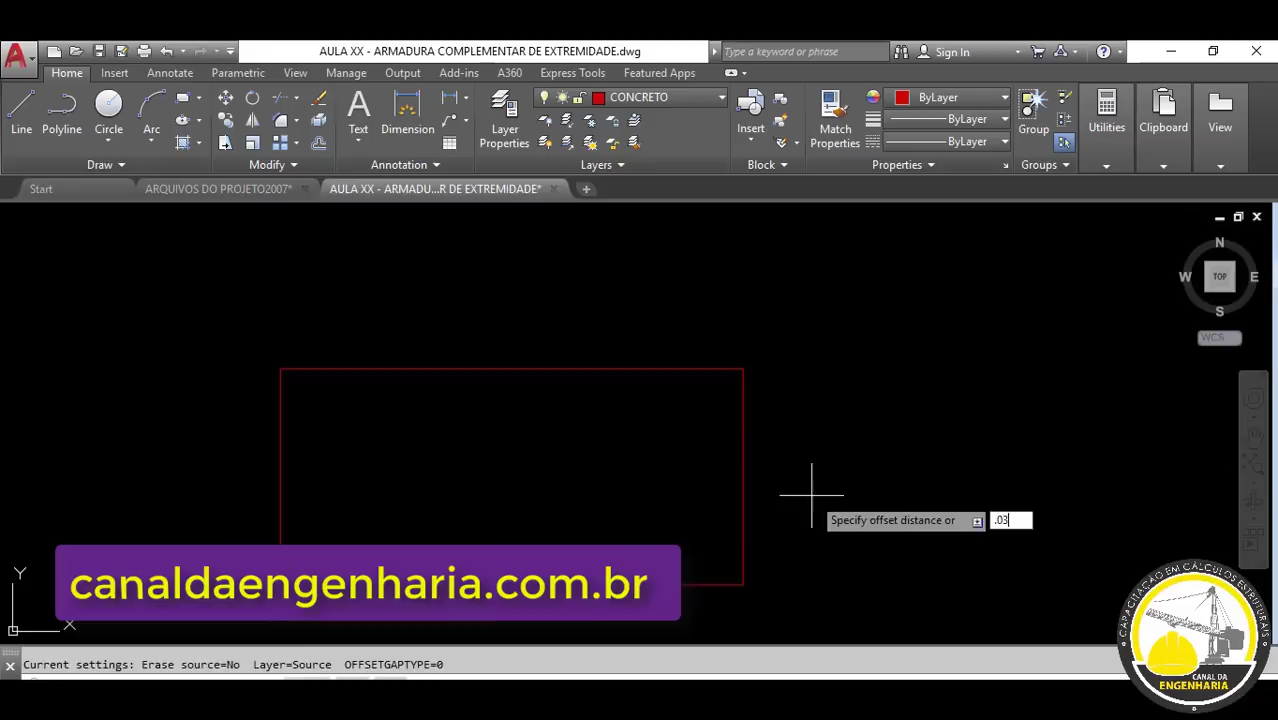 AULA XX - ARMADURA COMPLEMENTAR DE EXTREMIDADE.dwg
Type a keyword or phrase
Sign In
Home Insert Annotate Parametric View Manage Output Add-ins A360 Express Tools Featured Apps
CONCRETO
ByLayer
ByLayer
ByLayer
Line Polyline Circle Arc
Text Dimension
Layer
Properties
Insert
Match
Properties
Group
Utilities Clipboard View
Draw Modify Annotation Layers Block Properties Groups
Start ARQUIVOS DO PROJETO2007* AULA XX - ARMADU...R DE EXTREMIDADE*
N
W TOP E
S
WCS
Specify offset distance or .03
canaldaengenharia.com.br
Y
X
Current settings: Erase source=No Layer=Source OFFSETGAPTYPE=0
CAPACITAÇÃO EM CÁLCULOS ESTRUTURAIS
CANAL DA
ENGENHARIA